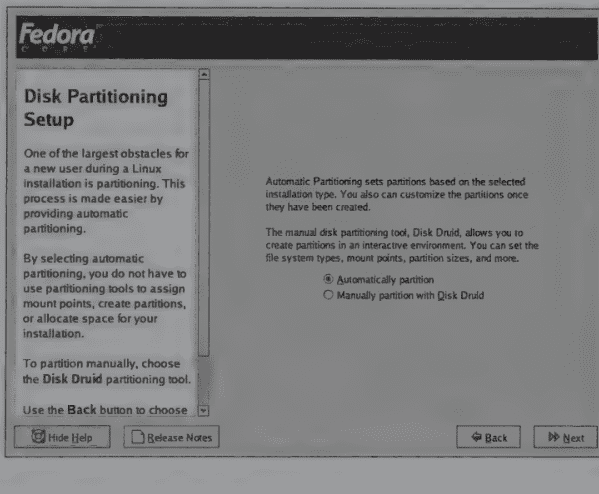 Fedora
CORE
Disk Partitioning
Setup
One of the largest obstacles for
a new user during a Linux
installation is partitioning. This
process is made easier by
providing automatic
partitioning.
By selecting automatic
partitioning, you do not have to
use partitioning tools to assign
mount points, create partitions,
or allocate space for your
installation.
To partition manually, choose
the Disk Druid partitioning tool.
Use the Back button to choose
Automatic Partitioning sets partitions based on the selected
installation type. You also can customize the partitions once
they have been created.
The manual disk partitioning tool, Disk Druid, allows you to
create partitions in an interactive environment. You can set the
file system types, mount points, partition sizes, and more.
Automatically partition
Manually partition with Disk Druid
Hide Help
Release Notes
Back
Next